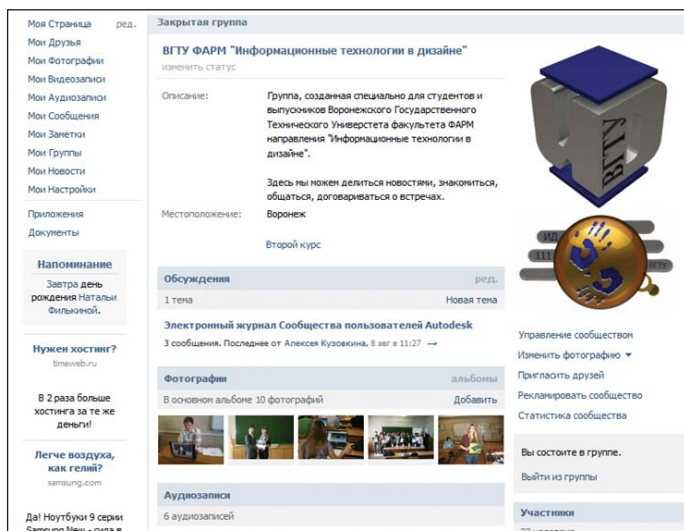 Моя Страница ред.
Мои Друзья
Мои Фотографии
Мои Видеозаписи
Мои Аудиозаписи
Мои Сообщения
Мои Заметки
Мои Группы
Мои Новости
Мои Настройки
Приложения
Документы
Напоминание
Завтра день
рождения Натальи
Филькиной.
Нужен хостинг?
timeweb.ru
В 2 раза больше
хостинга за те же
деньги!
Легче воздуха,
как гелий?
samsung.com
Да! Ноутбуки 9 серии
Samsung New - сила в
Закрытая группа
ВГТУ ФАРМ "Информационные технологии в дизайне"
изменить статус
Описание: Группа, созданная специально для студентов и
выпускников Воронежского Государственного
Технического Универстета факультета ФАРМ
направления "Информационные технологии в
дизайне".
Здесь мы можем делиться новостями, знакомиться,
общаться, договариваться о встречах.
Местоположение: Воронеж
Второй курс
Обсуждения ред.
1 тема Новая тема
Электронный журнал Сообщества пользователей Autodesk
3 сообщения. Последнее от Алексея Кузовкина, 8 авг в 11:27 →
Фотографии альбомы
В основном альбоме 10 фотографий Добавить
Аудиозаписи
6 аудиозаписей
ВГТУ
ИД
111
ВГТУ
Управление сообществом
Изменить фотографию
Пригласить друзей
Рекламировать сообщество
Статистика сообщества
Вы состоите в группе.
Выйти из группы
Участники